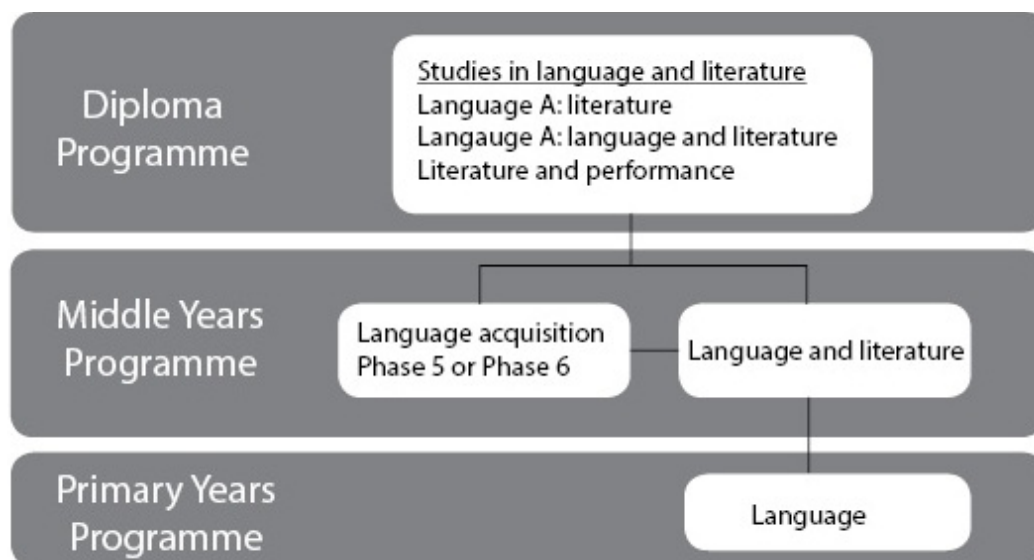 Diploma
Programme
Studies in language and literature
Language A: literature
Langauge A: language and literature
Literature and performance
Middle Years
Programme
Language acquisition
Phase 5 or Phase 6
Language and literature
Primary Years
Programme
Language